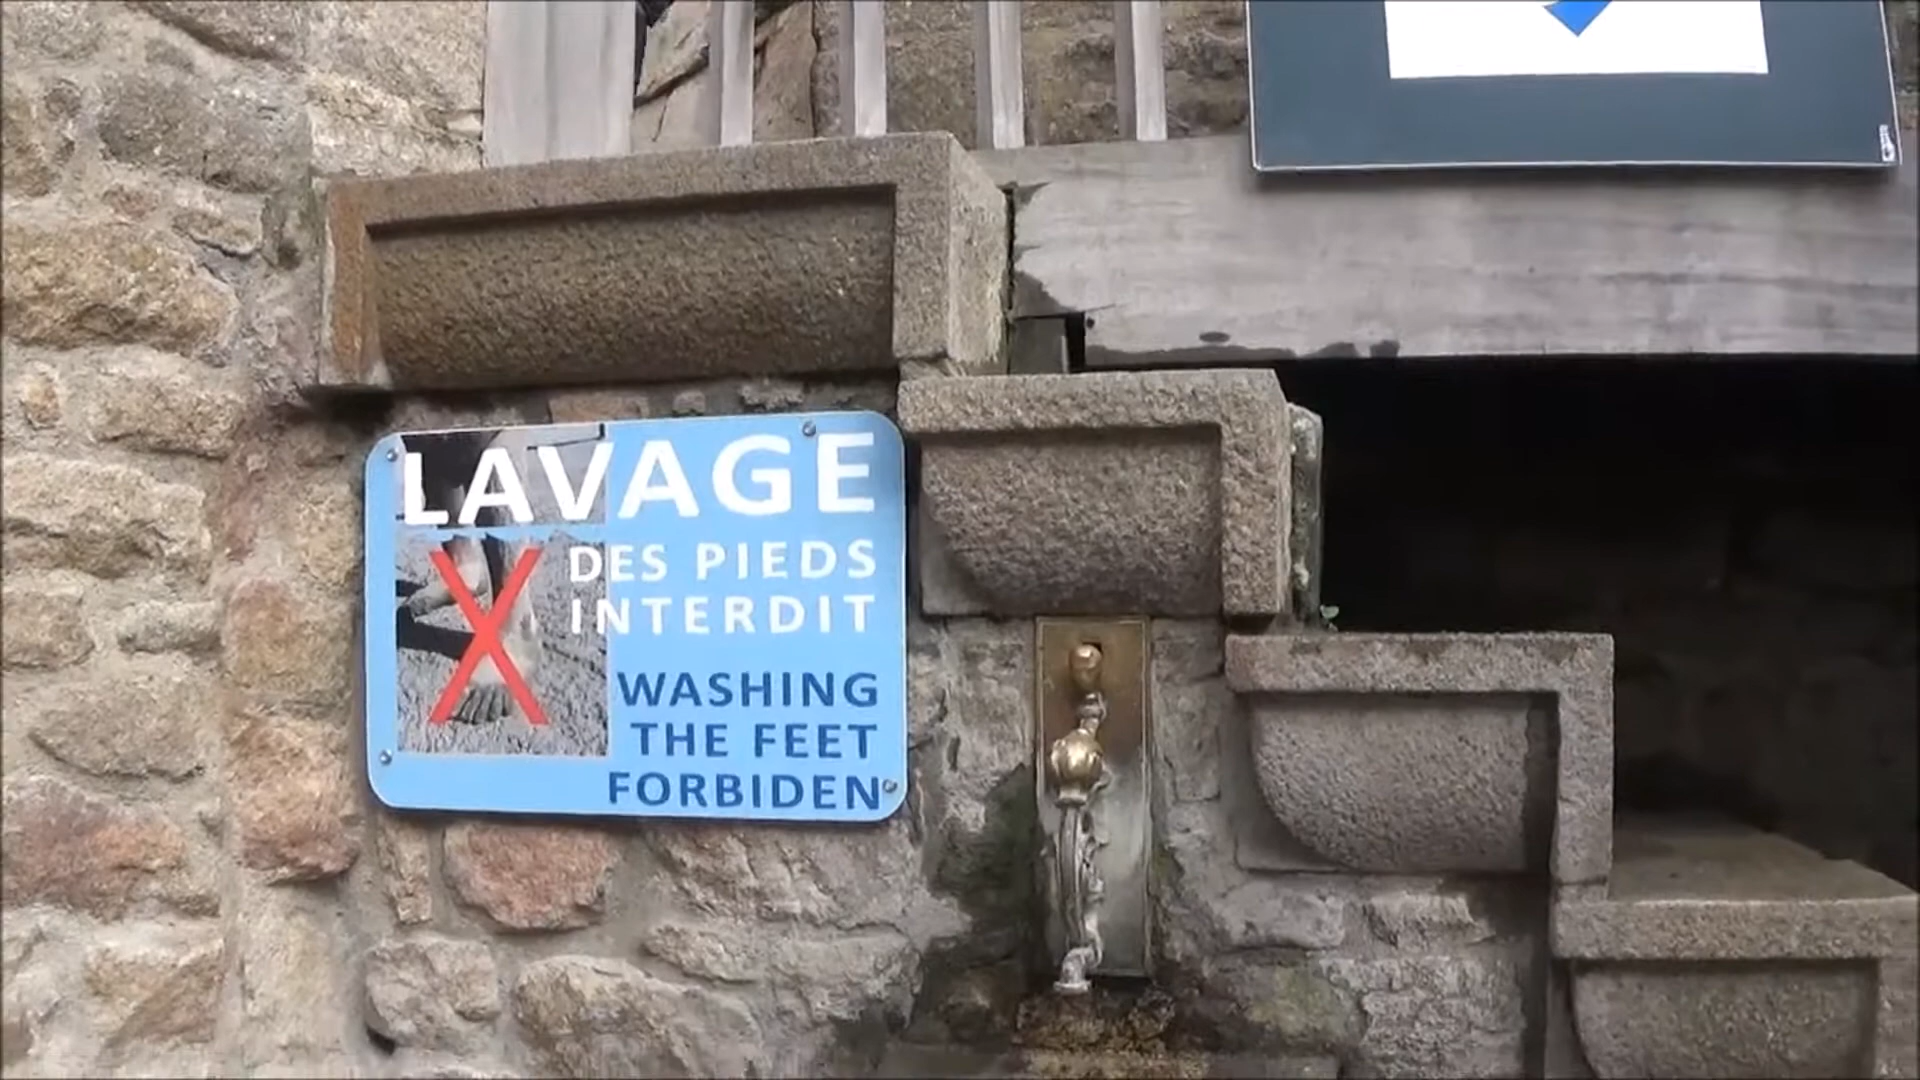 LAVAGE
DES PIEDS
INTERDIT
WASHING
THE FEET
FORBIDEN